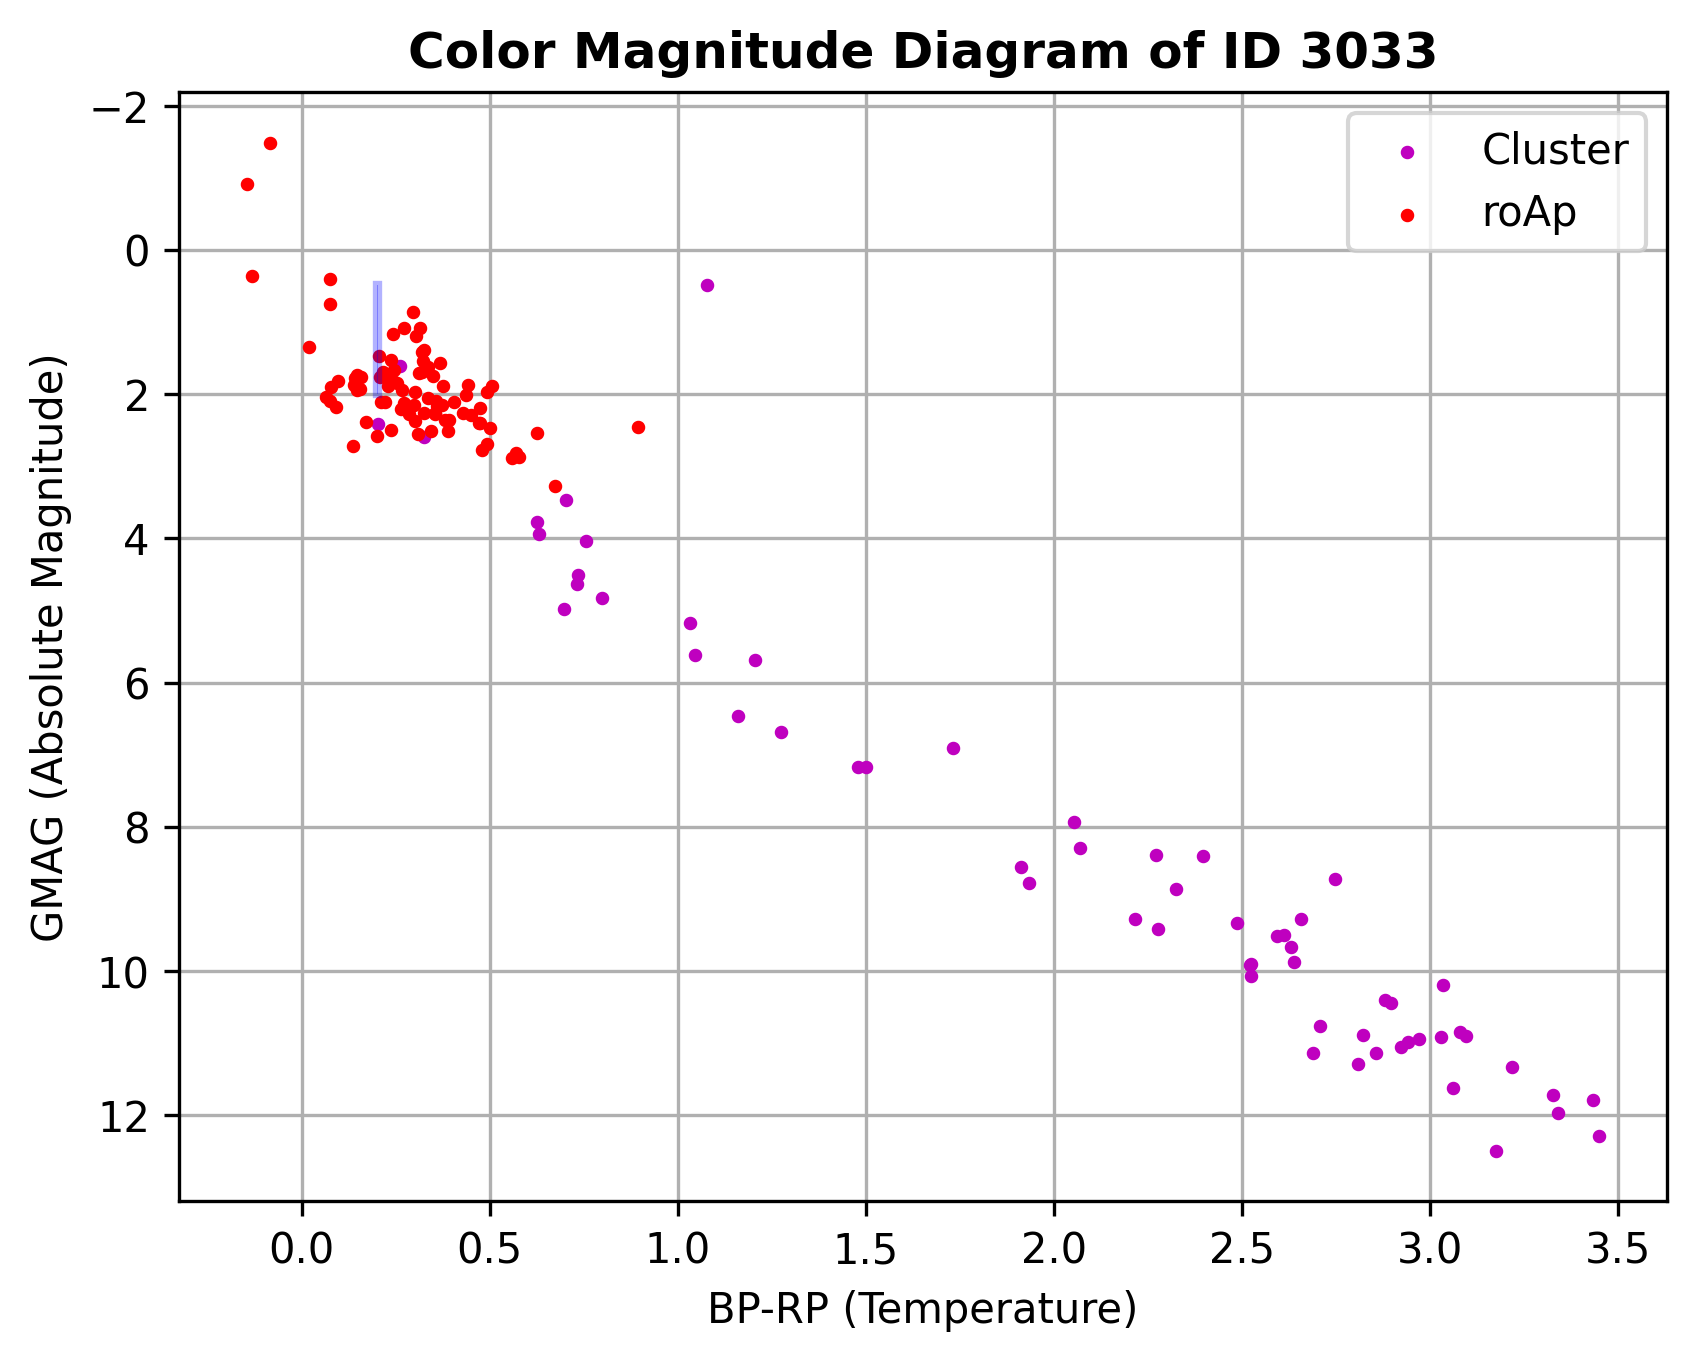 Color Magnitude Diagram of ID 3033
GMAG (Absolute Magnitude)
−2
0
2
4
6
8
10
12
Cluster
roAp
0.0 0.5 1.0 1.5 2.0 2.5 3.0 3.5
BP-RP (Temperature)